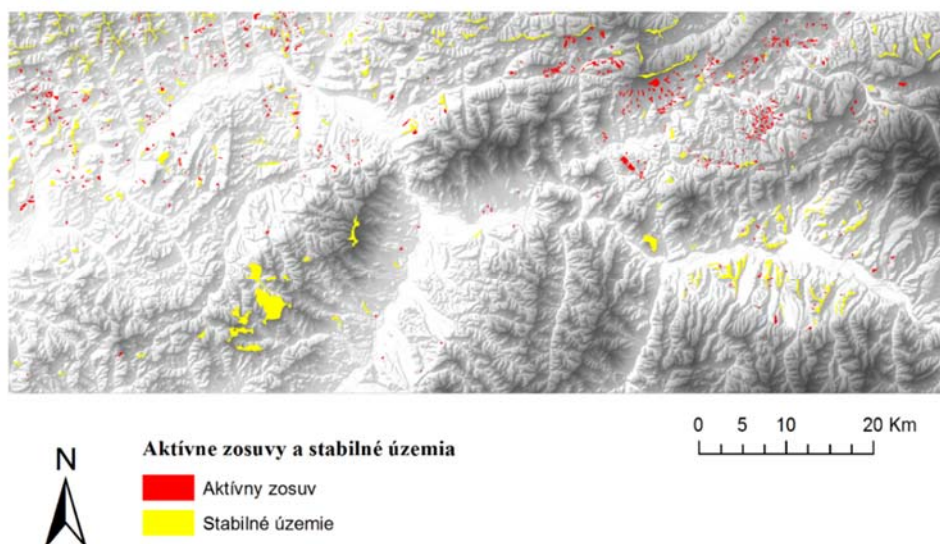 0 5 10 20 Km
N
Aktívne zosuvy a stabilné územia
Aktívny zosuv
Stabilné územie